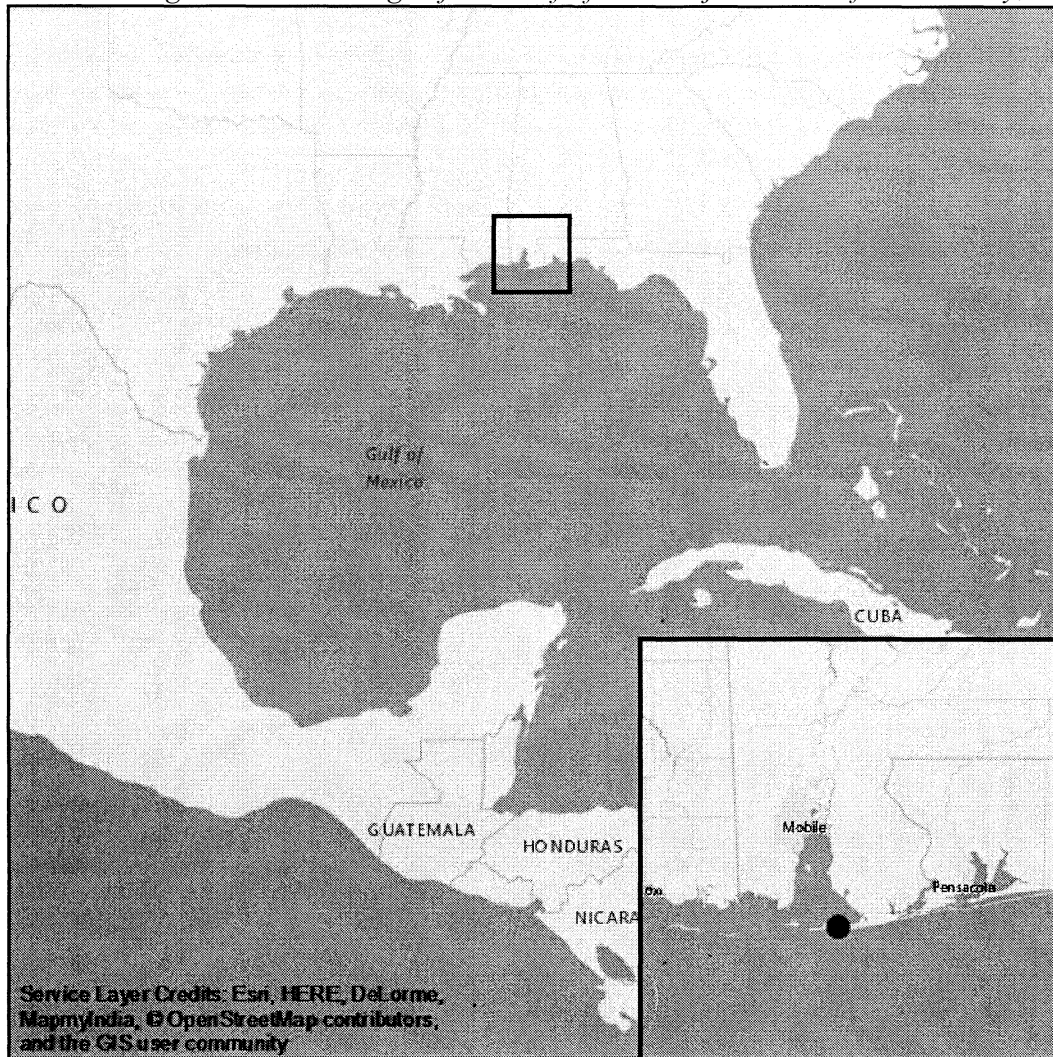 Gulf of
Mexico
I C O
CUBA
GUATEMALA
HONDURAS
NICARA
Mobile
Pensacola
Service Layer Credits: Esri, HERE, DeLorme,
MapmyIndia, © OpenStreetMap contributors,
and the GIS user community